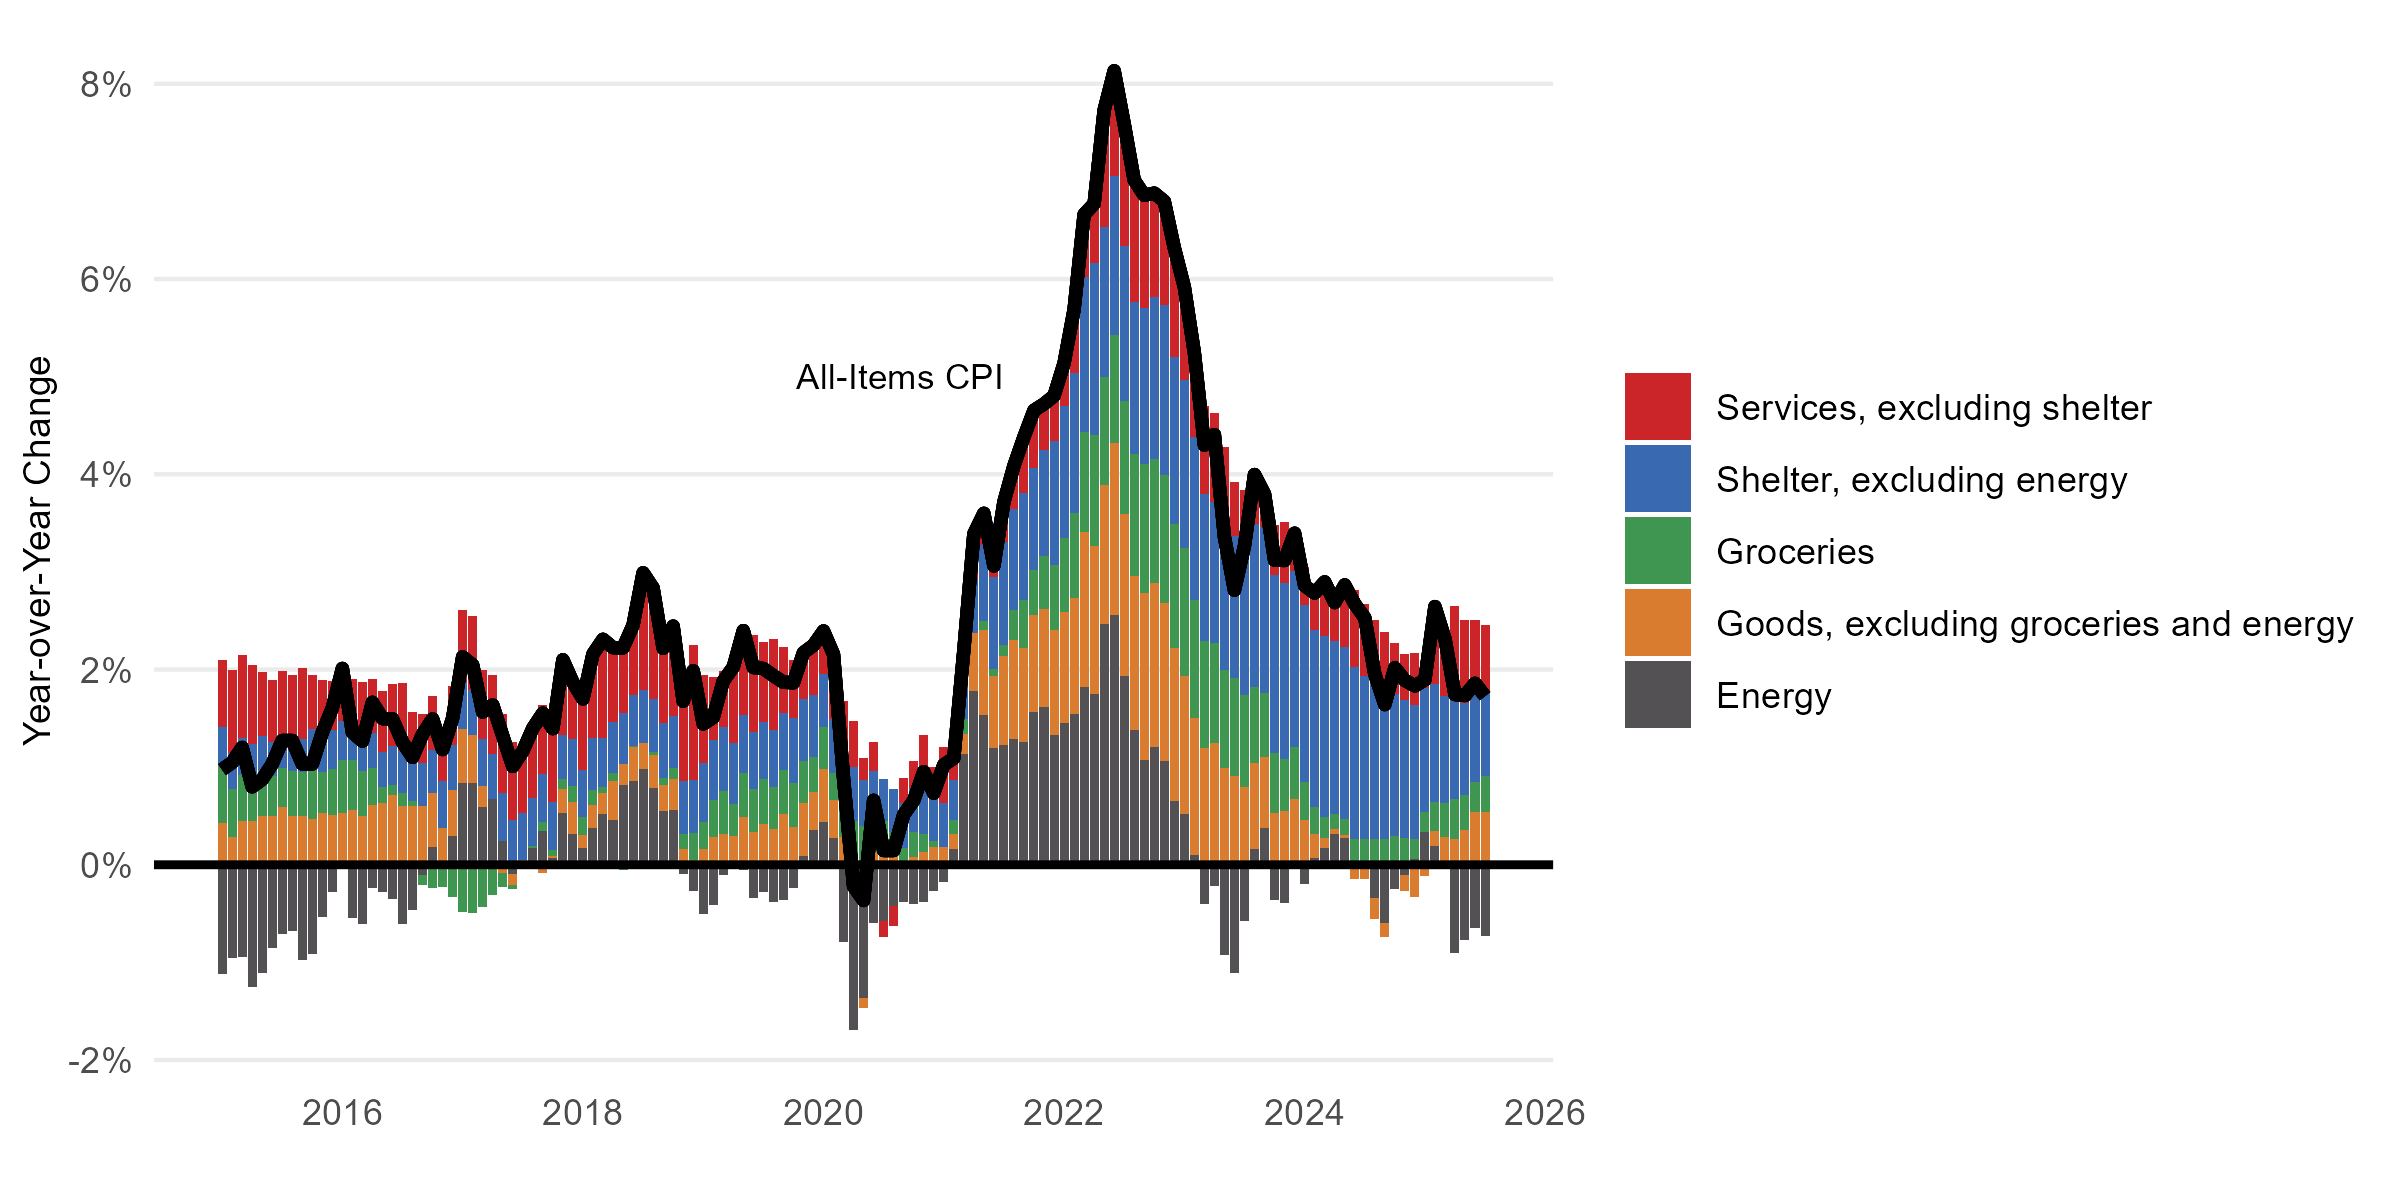 Year-over-Year Change
8%
6%
4%
2%
0%
-2%
All-Items CPI
2016
2018
2020
2022
2024
2026
Services, excluding shelter
Shelter, excluding energy
Groceries
Goods, excluding groceries and energy
Energy